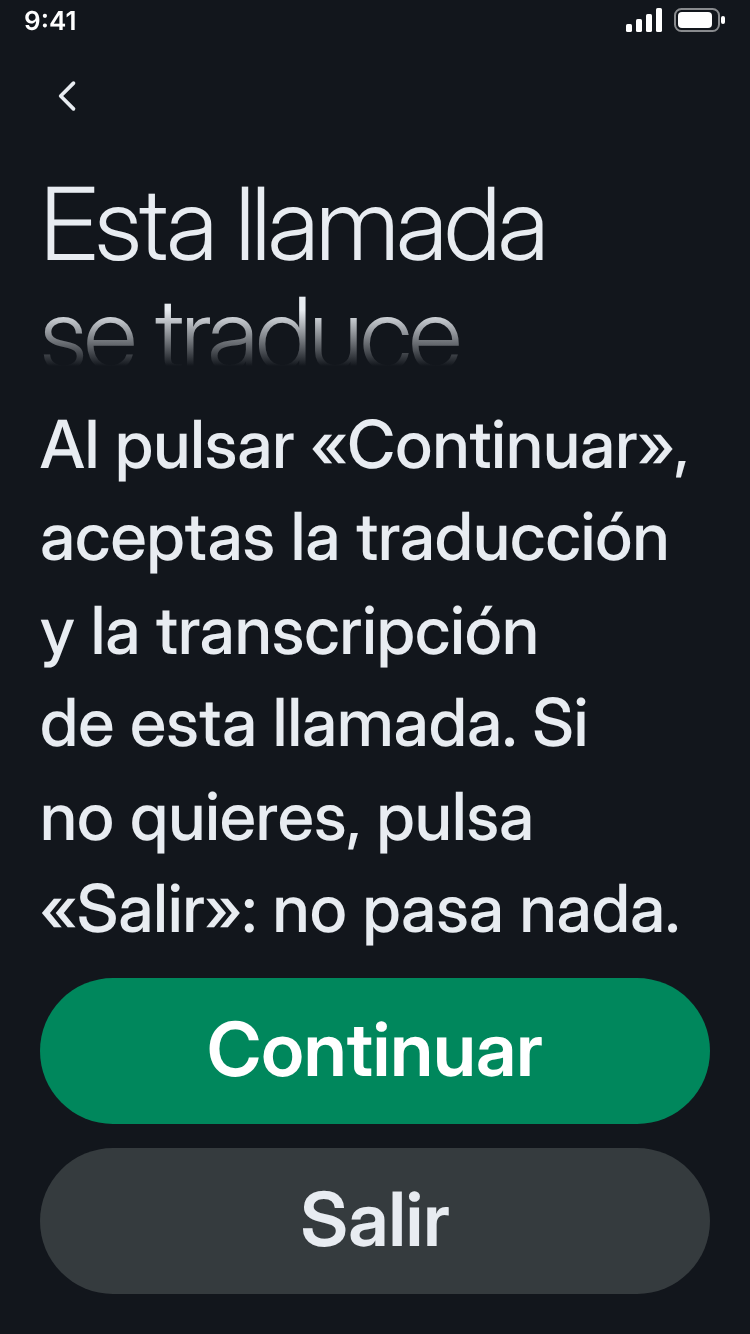 9:41
Esta llamada
se traduce
Al pulsar «Continuar»,
aceptas la traducción
y la transcripción
de esta llamada. Si
no quieres, pulsa
«Salir»: no pasa nada.
Continuar
Salir